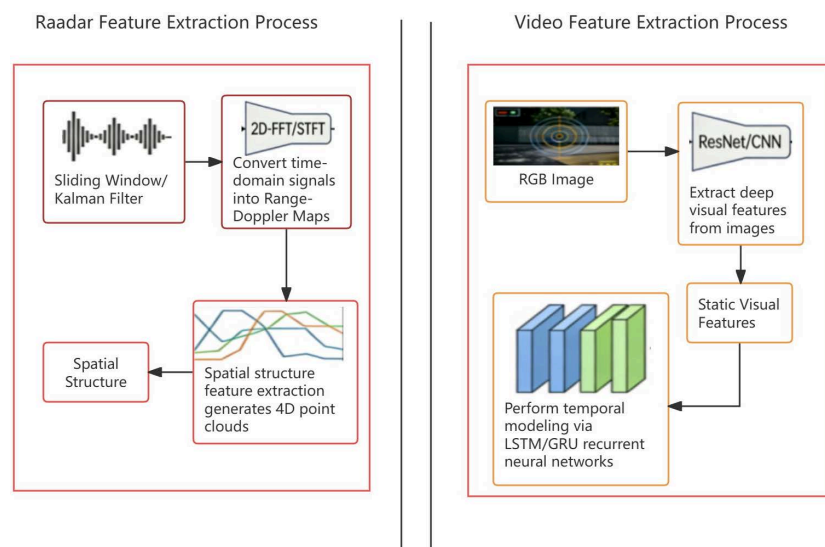 Raadar Feature Extraction Process
Video Feature Extraction Process
Sliding Window/
Kalman Filter
2D-FFT/STFT
Convert time-
domain signals
into Range-
Doppler Maps
Spatial structure
feature extraction
generates 4D point
clouds
Spatial
Structure
RGB Image
ResNet/CNN
Extract deep
visual features
from images
Static Visual
Features
Perform temporal
modeling via
LSTM/GRU recurrent
neural networks